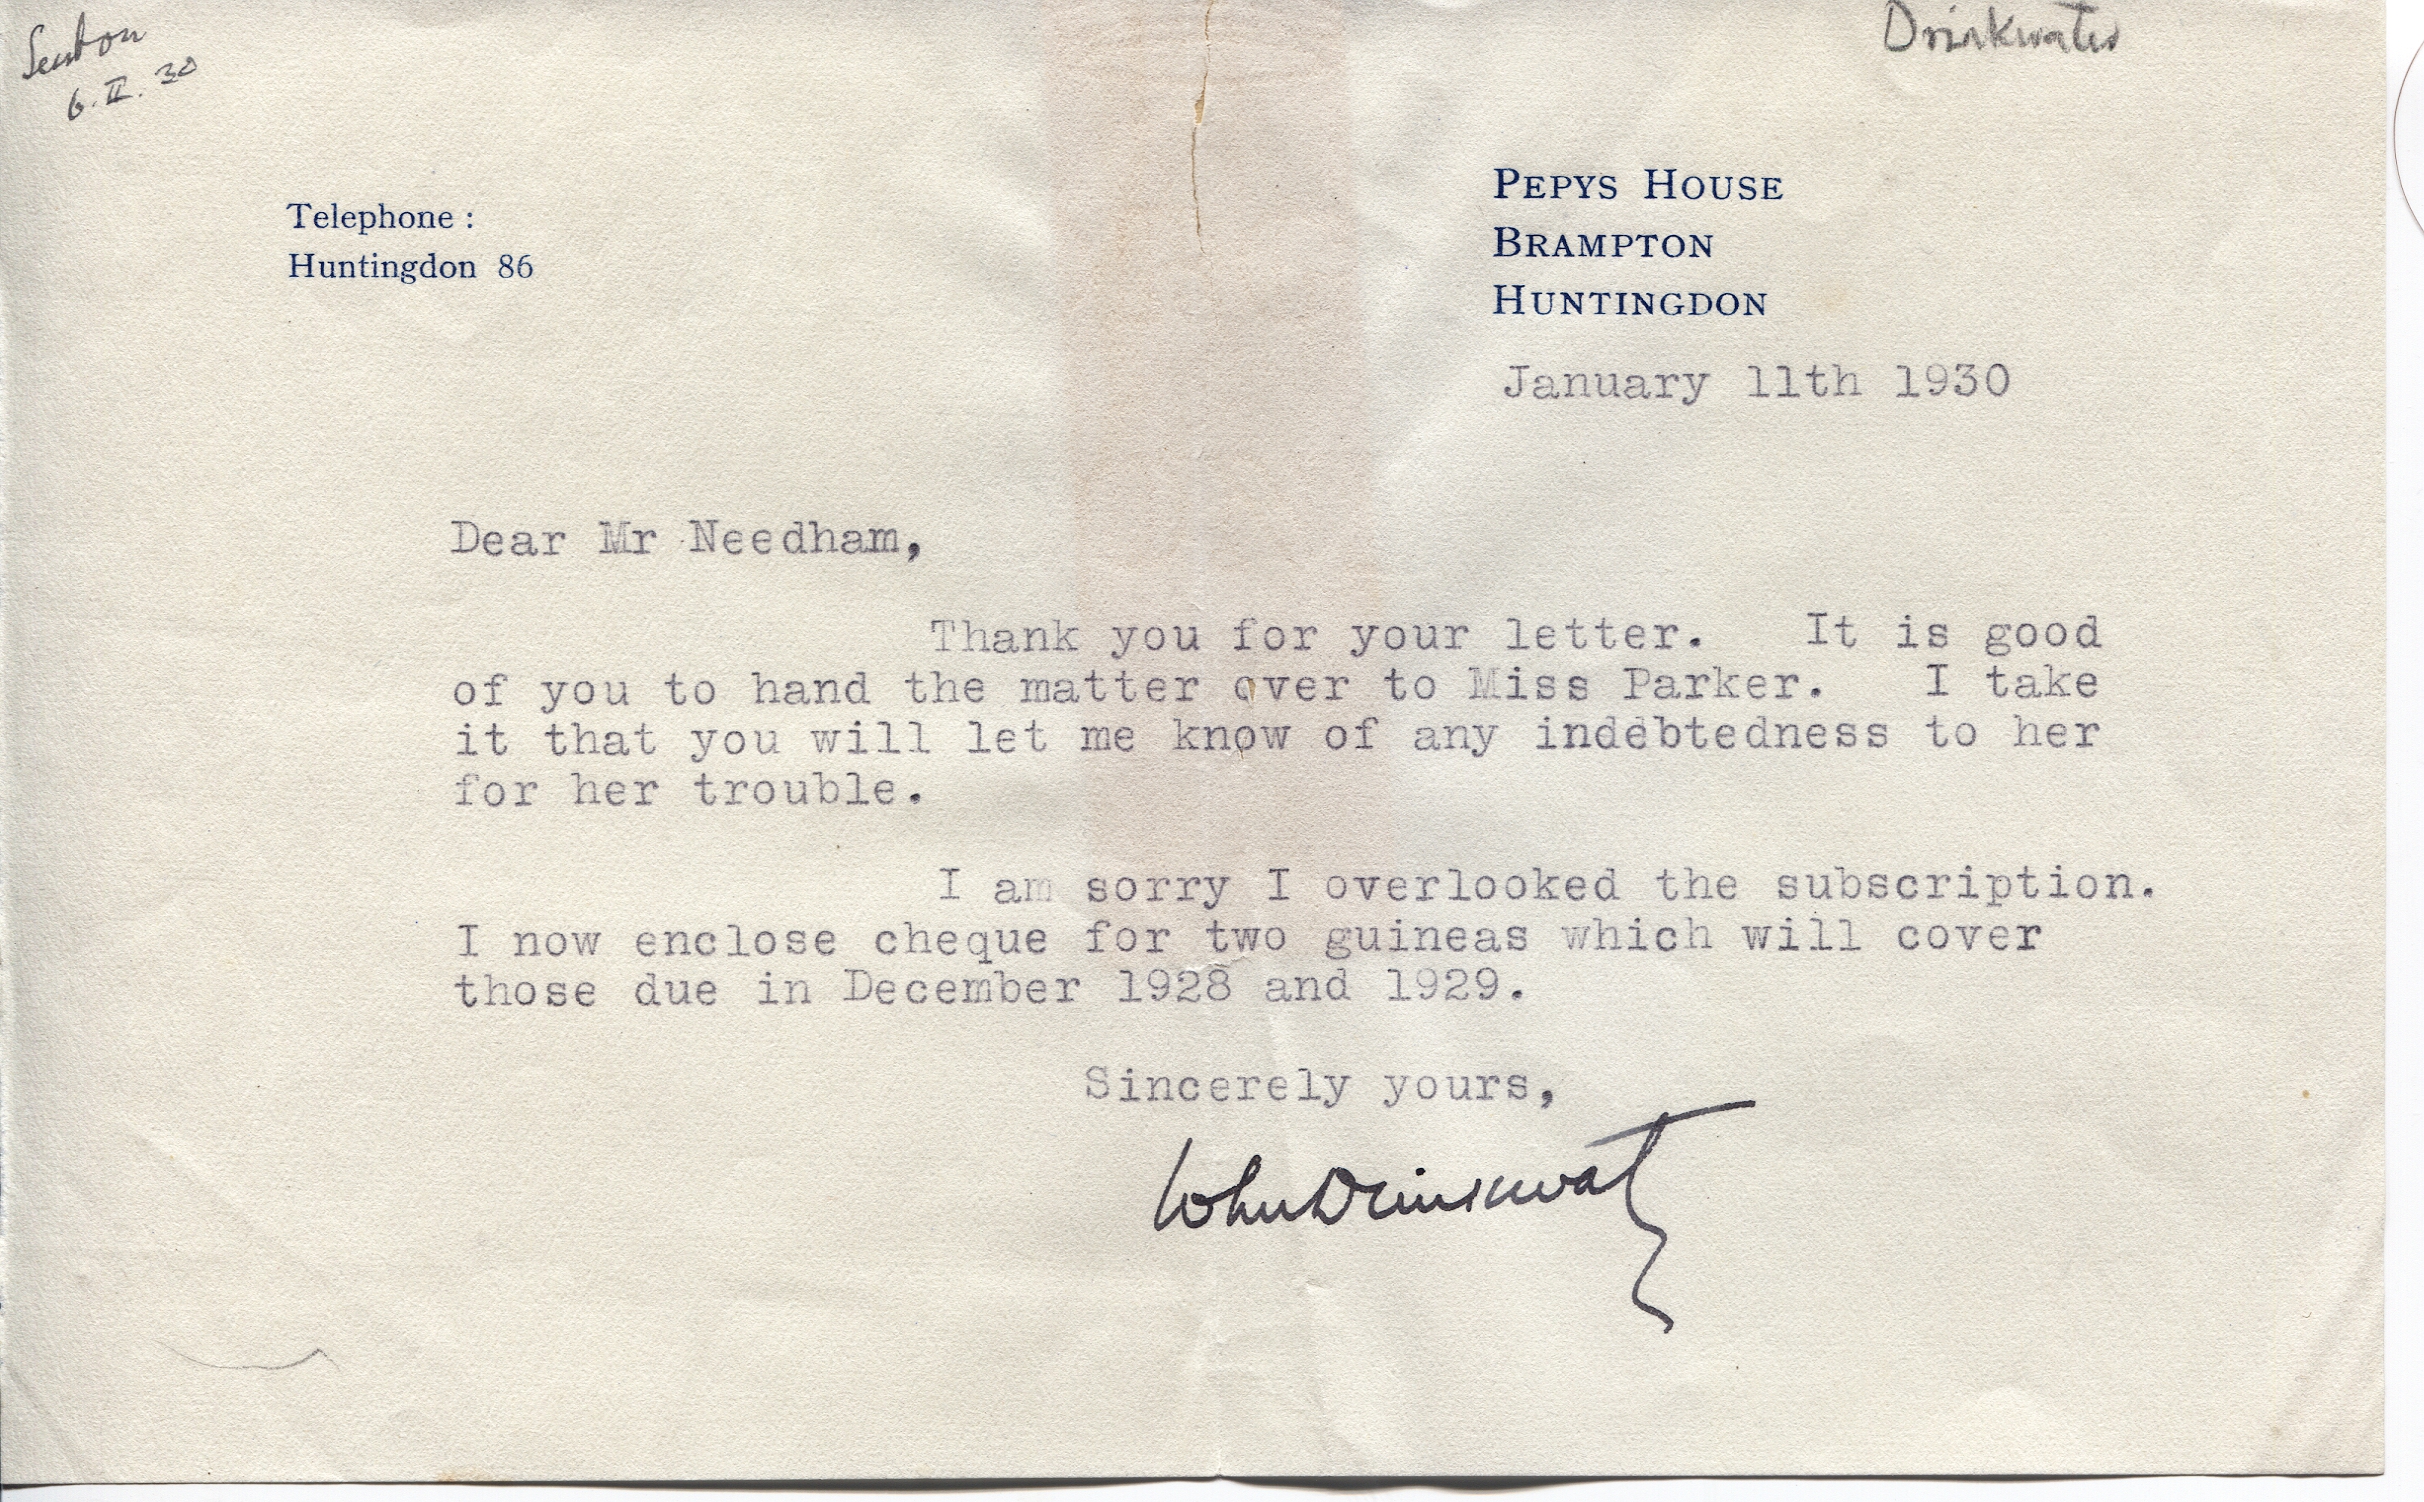 Sent on
6.II.30
Drinkwater
Telephone :
Huntingdon 86
PEPYS HOUSE
BRAMPTON
HUNTINGDON
January 11th 1930
Dear Mr Needham,
Thank you for your letter. It is good
of you to hand the matter over to Miss Parker. I take
it that you will let me know of any indebtedness to her
for her trouble.
I am sorry I overlooked the subscription.
I now enclose cheque for two guineas which will cover
those due in December 1928 and 1929.
Sincerely yours,
John Drinkwater